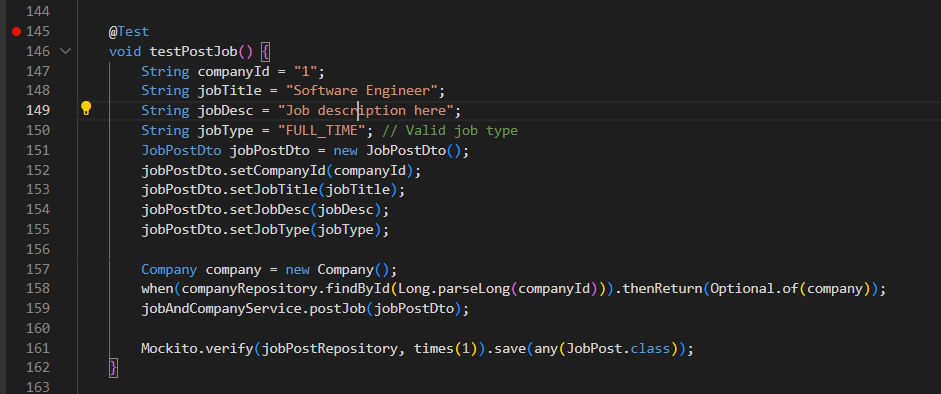 144
145 @Test
146 void testPostJob() {
147 String companyId = "1";
148 String jobTitle = "Software Engineer";
149 String jobDesc = "Job description here";
150 String jobType = "FULL_TIME"; // Valid job type
151 JobPostDto jobPostDto = new JobPostDto();
152 jobPostDto.setCompanyId(companyId);
153 jobPostDto.setJobTitle(jobTitle);
154 jobPostDto.setJobDesc(jobDesc);
155 jobPostDto.setJobType(jobType);
156
157 Company company = new Company();
158 when(companyRepository.findById(Long.parseLong(companyId))).thenReturn(Optional.of(company));
159 jobAndCompanyService.postJob(jobPostDto);
160
161 Mockito.verify(jobPostRepository, times(1)).save(any(JobPost.class));
162 }
163